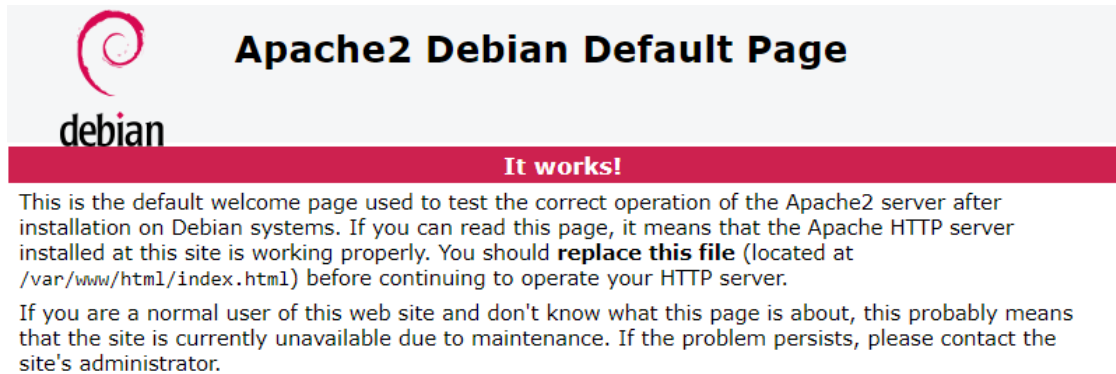 Apache2 Debian Default Page
debian
It works!
This is the default welcome page used to test the correct operation of the Apache2 server after
installation on Debian systems. If you can read this page, it means that the Apache HTTP server
installed at this site is working properly. You should replace this file (located at
/var/www/html/index.html) before continuing to operate your HTTP server.
If you are a normal user of this web site and don't know what this page is about, this probably means
that the site is currently unavailable due to maintenance. If the problem persists, please contact the
site's administrator.